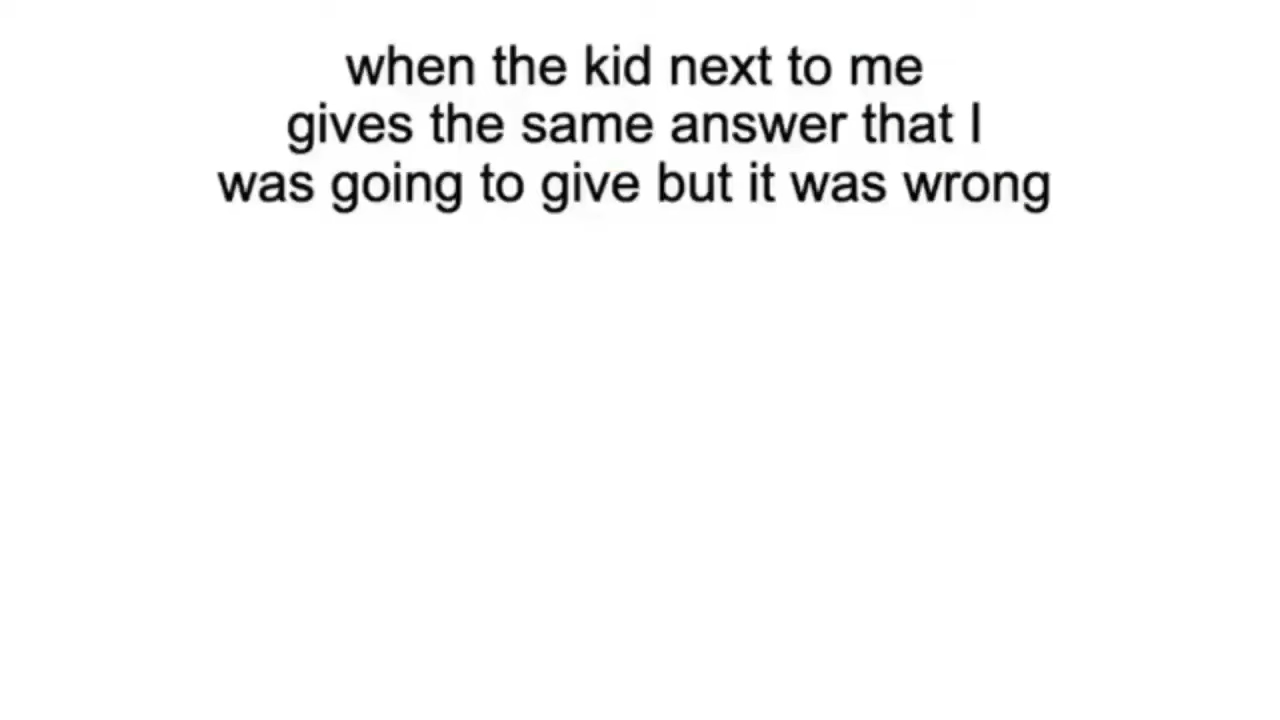 when the kid next to me
gives the same answer that I
was going to give but it was wrong